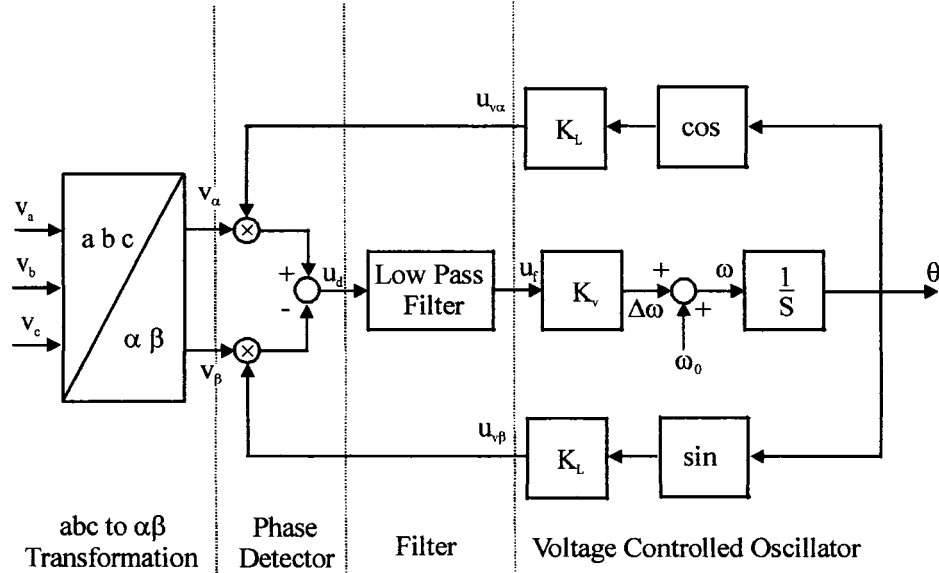 u_vα
K_L
cos
v_a
v_b
v_c
a b c
α β
v_α
×
+
-
u_d
Low Pass
Filter
u_f
K_v
+
Δω
+
ω_0
ω
1
S
θ
×
v_β
u_vβ
K_L
sin
abc to αβ
Transformation
Phase
Detector
Filter
Voltage Controlled Oscillator